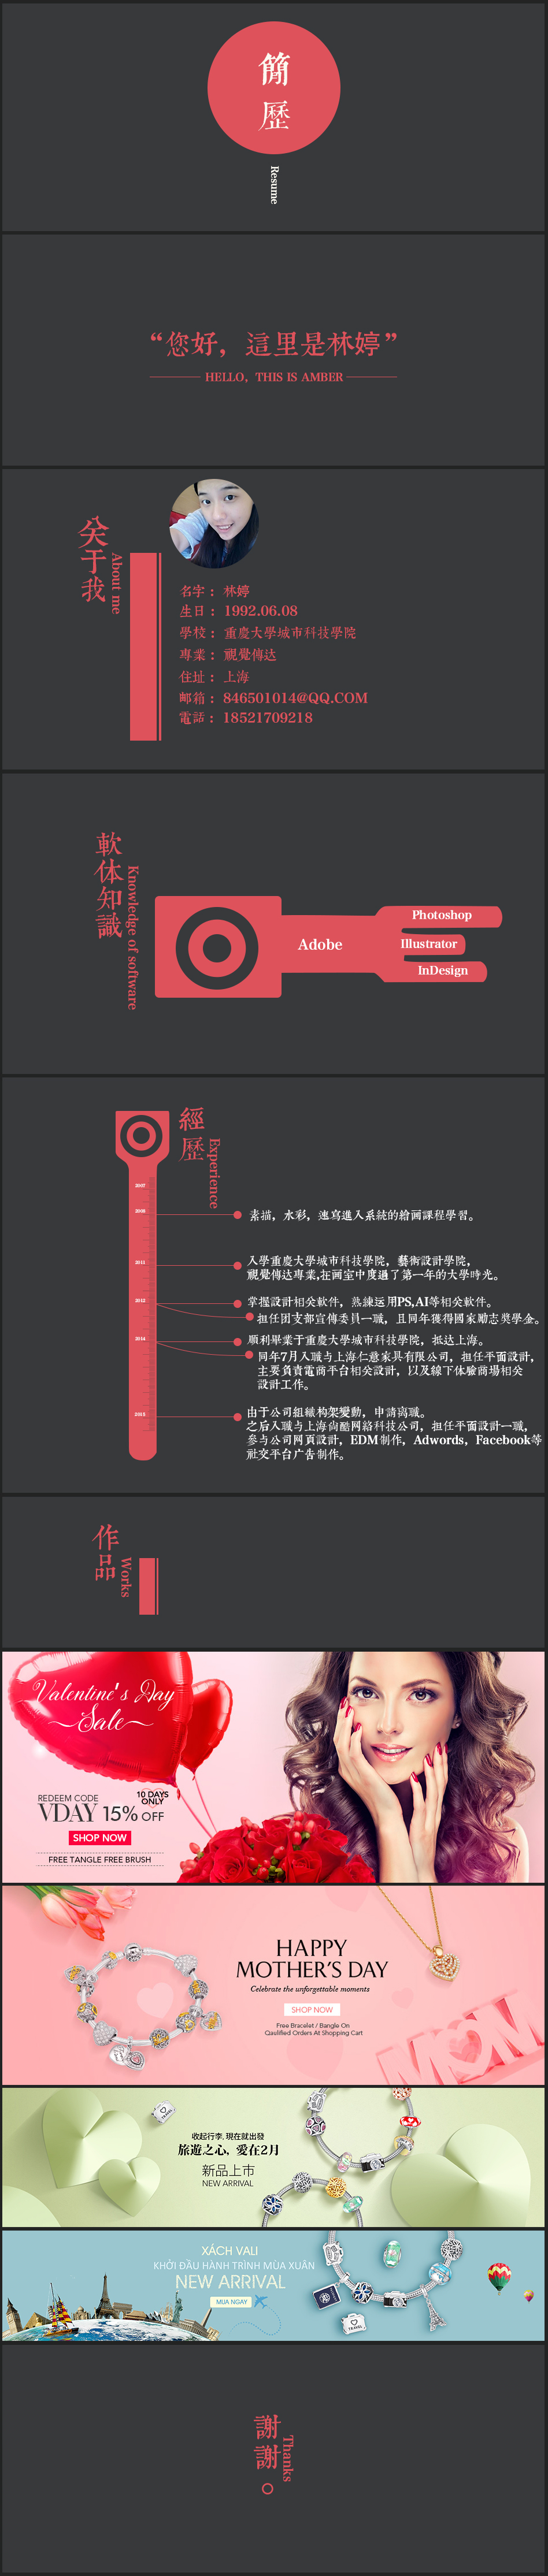 簡
歷
Resume
“您好，這里是林婷”
HELLO，THIS IS AMBER
关于我
About me
名字： 林婷
生日： 1992.06.08
學校： 重慶大學城市科技學院
專業： 視覺傳达
住址： 上海
邮箱： 846501014@QQ.COM
電話： 18521709218
軟体知識
Knowledge of software
Adobe
Photoshop
Illustrator
InDesign
經歷
Experience
2007
2008
素描，水彩，速寫進入系統的繪画課程學習。
2011
入學重慶大學城市科技學院，藝術設計學院，
視覺傳达專業,在画室中度過了第一年的大學時光。
2012
掌握設計相关軟件，熟練运用PS,AI等相关軟件。
担任团支部宣傳委員一職，且同年獲得國家励志奬學金。
2014
順利畢業于重慶大學城市科技學院，抵达上海。
同年7月入職与上海仁意家具有限公司，担任平面設計，
主要負責電商平台相关設計，以及線下体驗商場相关
設計工作。
2015
由于公司組織构架變動，申請离職。
之后入職与上海尚酷网絡科技公司，担任平面設計一職，
参与公司网頁設計，EDM制作，Adwords，Facebook等
社交平台广告制作。
作品
Works
Valentine's Day
Sale
REDEEM CODE
10 DAYS
ONLY
VDAY 15% OFF
SHOP NOW
FREE TANGLE FREE BRUSH
HAPPY
MOTHER'S DAY
Celebrate the unforgettable moments
SHOP NOW
Free Bracelet / Bangle On
Qaulified Orders At Shopping Cart
MOM
TRAVEL
收起行李, 現在就出發
旅遊之心, 愛在2月
新品上市
NEW ARRIVAL
XÁCH VALI
KHỞI ĐẦU HÀNH TRÌNH MÙA XUÂN
NEW ARRIVAL
MUA NGAY
TRAVEL
謝謝。
Thanks